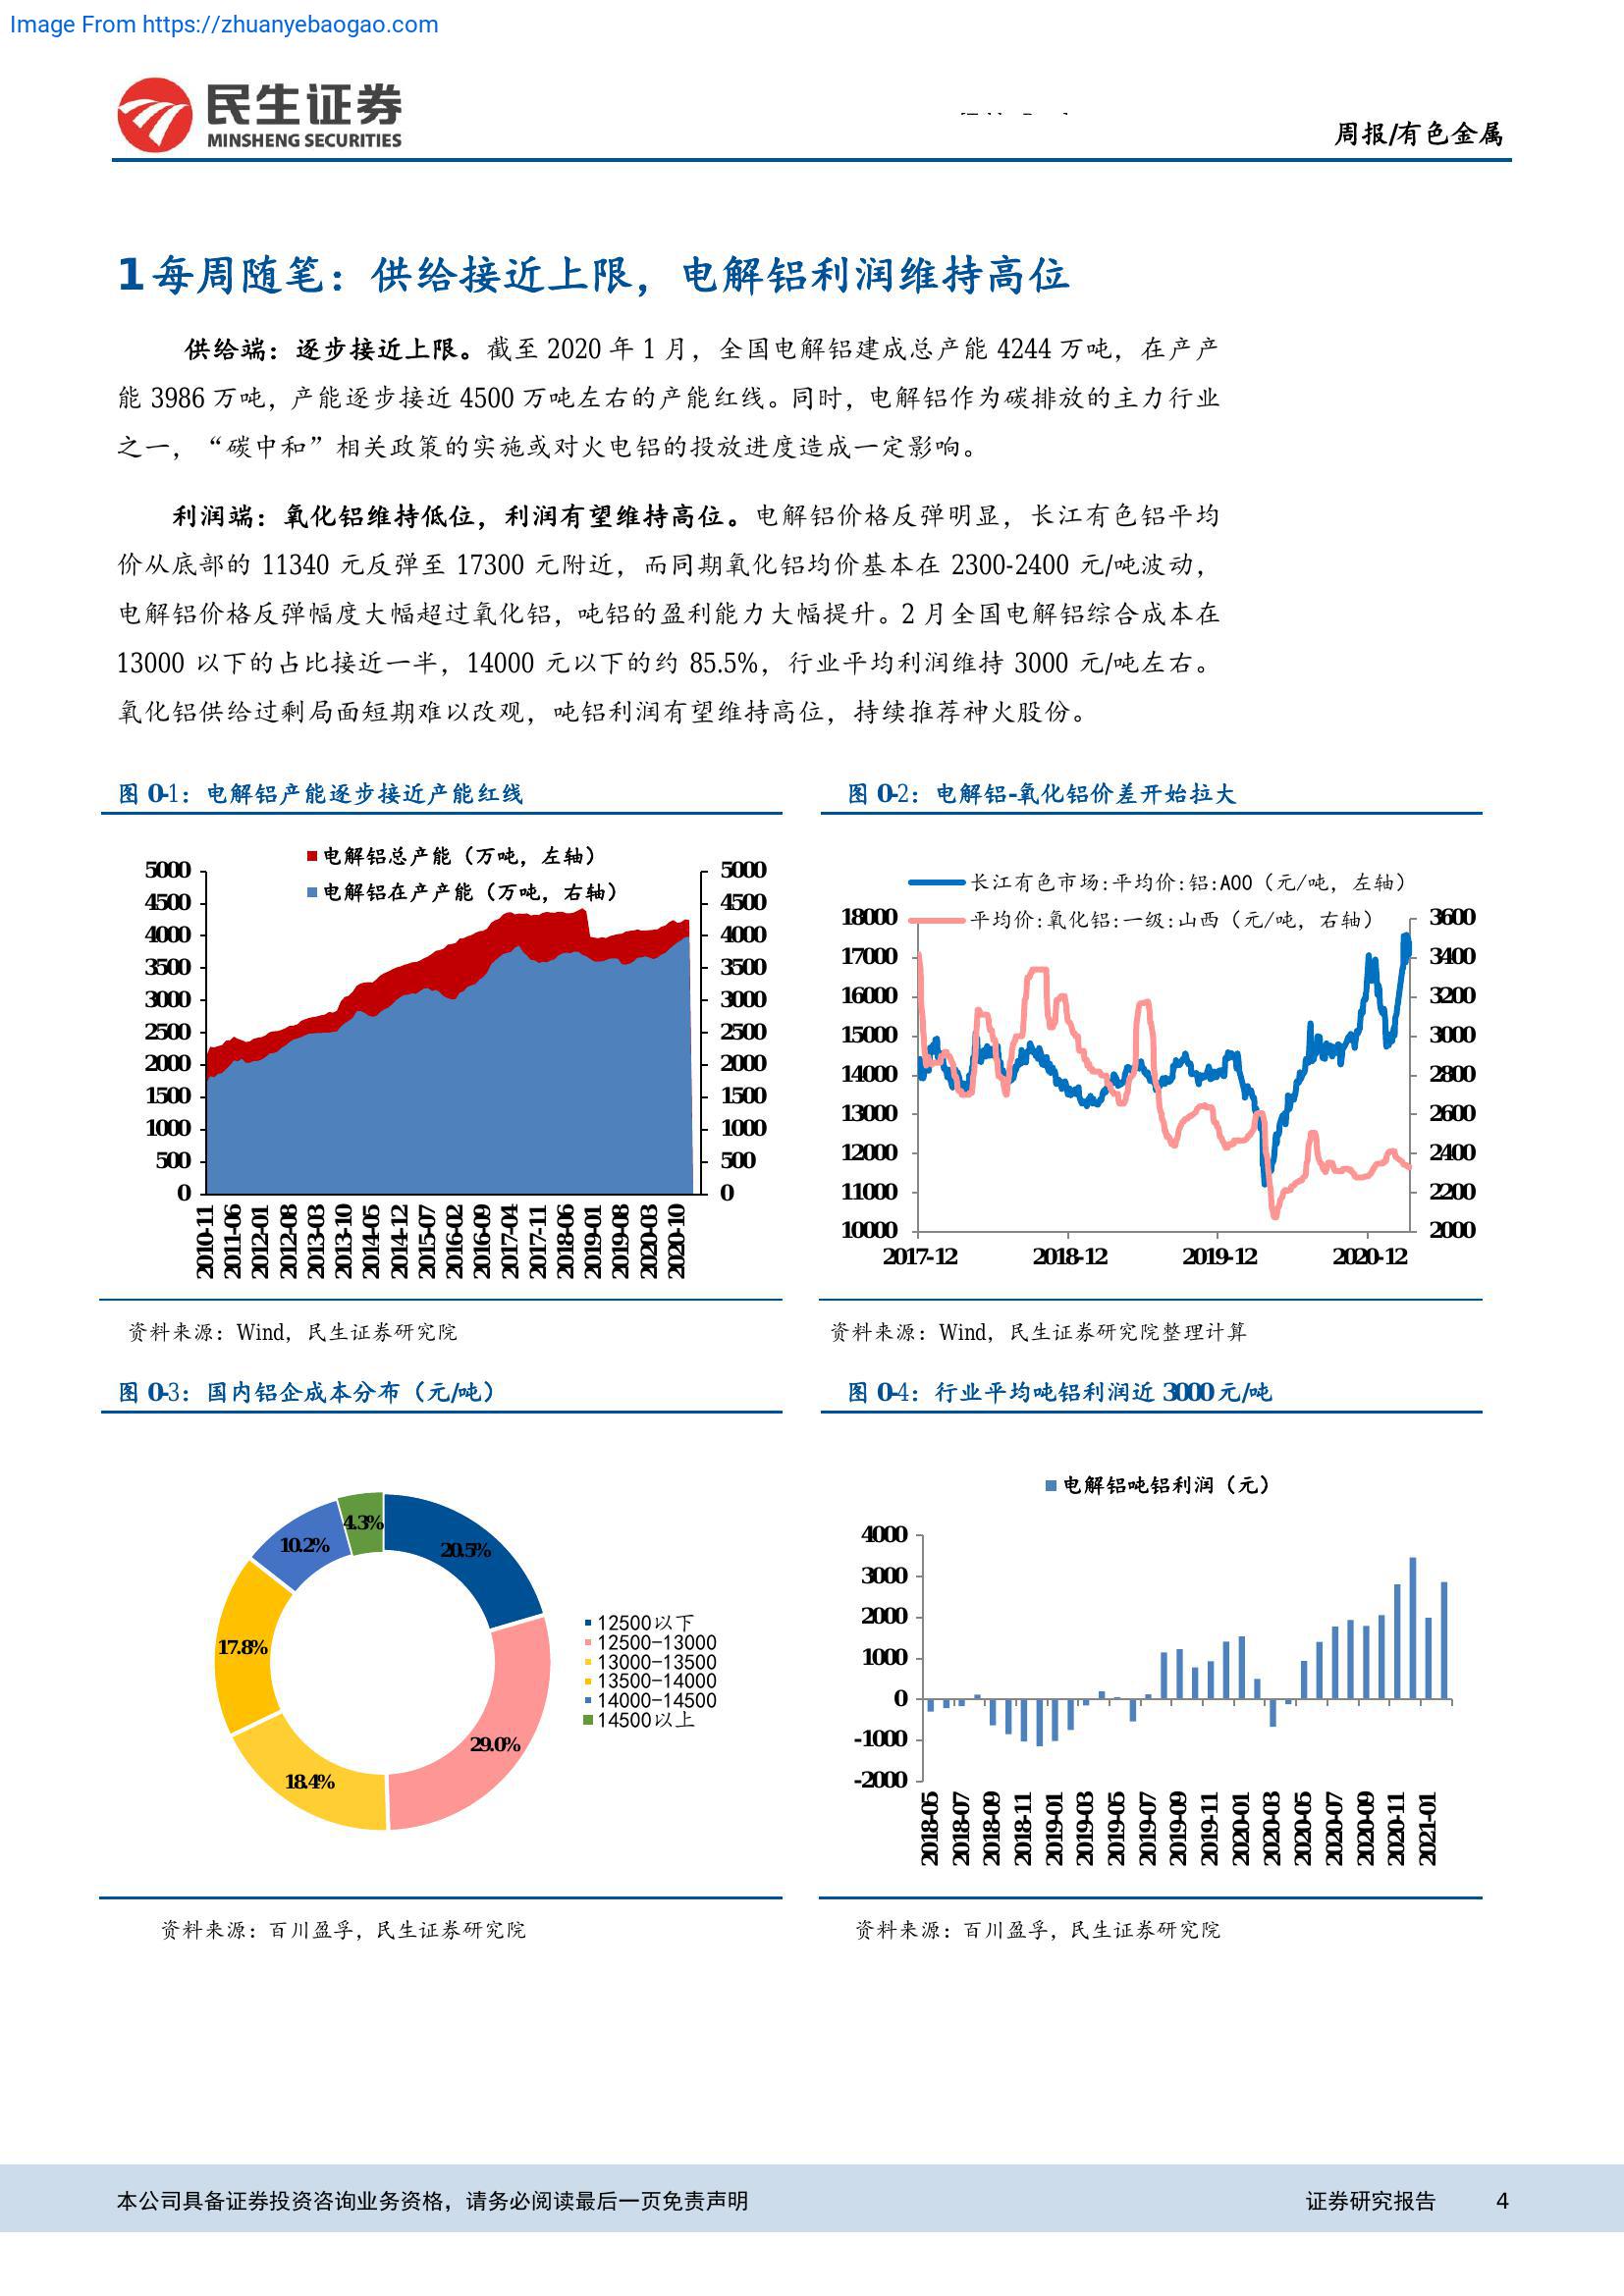 Image From https://zhuanyebaogao.com
民生证券
MINSHENG SECURITIES
周报/有色金属
1每周随笔：供给接近上限，电解铝利润维持高位
供给端：逐步接近上限。截至 2020 年 1 月，全国电解铝建成总产能 4244 万吨，在产产
能 3986 万吨，产能逐步接近 4500 万吨左右的产能红线。同时，电解铝作为碳排放的主力行业
之一，“碳中和”相关政策的实施或对火电铝的投放进度造成一定影响。
利润端：氧化铝维持低位，利润有望维持高位。电解铝价格反弹明显，长江有色铝平均
价从底部的 11340 元反弹至 17300 元附近，而同期氧化铝均价基本在 2300-2400 元/吨波动，
电解铝价格反弹幅度大幅超过氧化铝，吨铝的盈利能力大幅提升。2 月全国电解铝综合成本在
13000 以下的占比接近一半，14000 元以下的约 85.5%，行业平均利润维持 3000 元/吨左右。
氧化铝供给过剩局面短期难以改观，吨铝利润有望维持高位，持续推荐神火股份。
图 0-1：电解铝产能逐步接近产能红线
电解铝总产能（万吨，左轴）
电解铝在产产能（万吨，右轴）
5000 5000
4500 4500
4000 4000
3500 3500
3000 3000
2500 2500
2000 2000
1500 1500
1000 1000
500 500
0 0
2010-11 2011-06 2012-01 2012-08 2013-03 2013-10 2014-05 2014-12 2015-07 2016-02 2016-09 2017-04 2017-11 2018-06 2019-01 2019-08 2020-03 2020-10
资料来源：Wind，民生证券研究院
图 0-2：电解铝-氧化铝价差开始拉大
长江有色市场:平均价:铝:A00（元/吨，左轴）
平均价:氧化铝:一级:山西（元/吨，右轴）
18000 3600
17000 3400
16000 3200
15000 3000
14000 2800
13000 2600
12000 2400
11000 2200
10000 2000
2017-12 2018-12 2019-12 2020-12
资料来源：Wind，民生证券研究院整理计算
图 0-3：国内铝企成本分布（元/吨）
4.3%
20.5%
10.2%
17.8%
29.0%
18.4%
12500以下
12500-13000
13000-13500
13500-14000
14000-14500
14500以上
资料来源：百川盈孚，民生证券研究院
图 0-4：行业平均吨铝利润近 3000元/吨
电解铝吨铝利润（元）
4000
3000
2000
1000
0
-1000
-2000
2018-05 2018-07 2018-09 2018-11 2019-01 2019-03 2019-05 2019-07 2019-09 2019-11 2020-01 2020-03 2020-05 2020-07 2020-09 2020-11 2021-01
资料来源：百川盈孚，民生证券研究院
本公司具备证券投资咨询业务资格，请务必阅读最后一页免责声明
证券研究报告 4